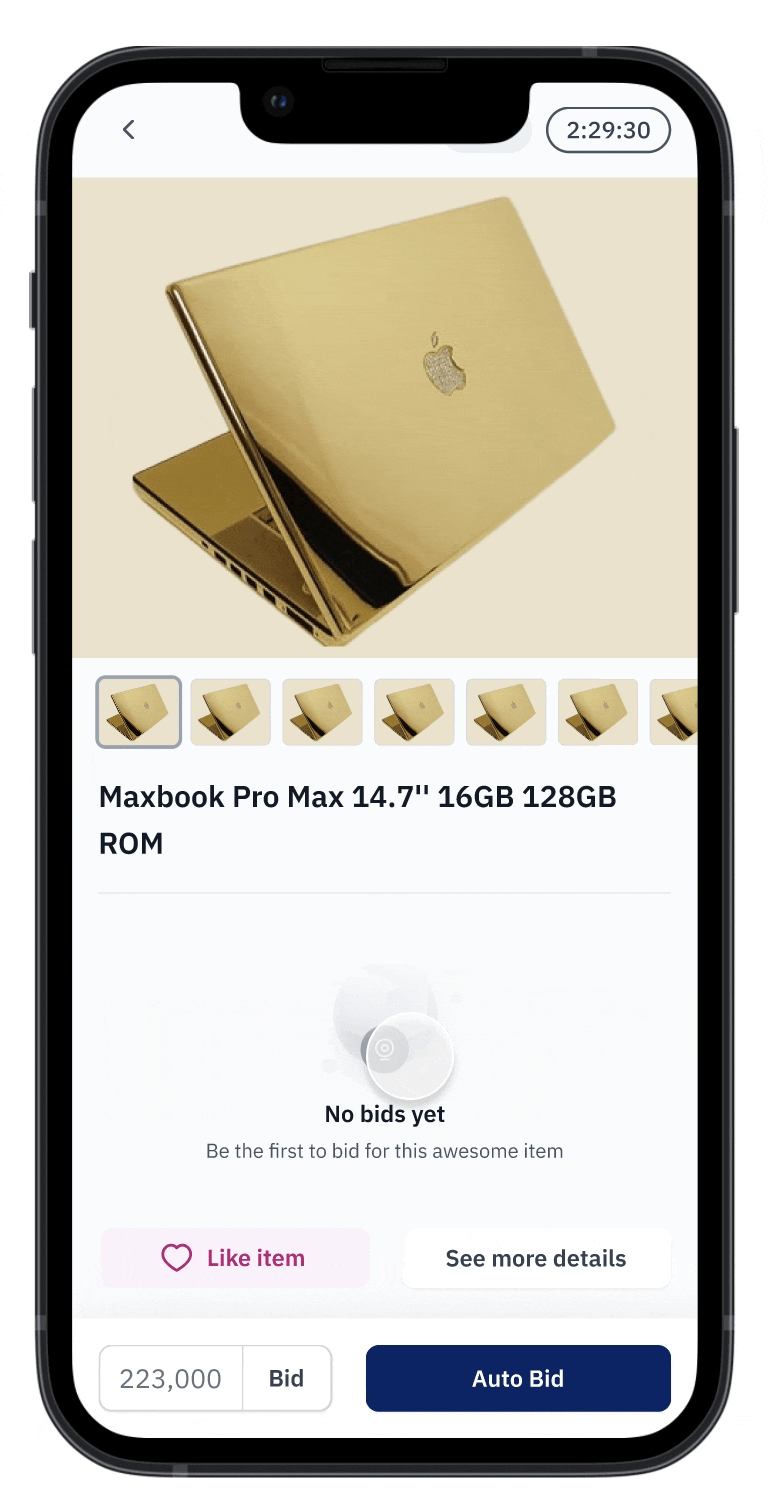 2:29:30
Maxbook Pro Max 14.7'' 16GB 128GB
ROM
No bids yet
Be the first to bid for this awesome item
Like item
See more details
223,000
Bid
Auto Bid